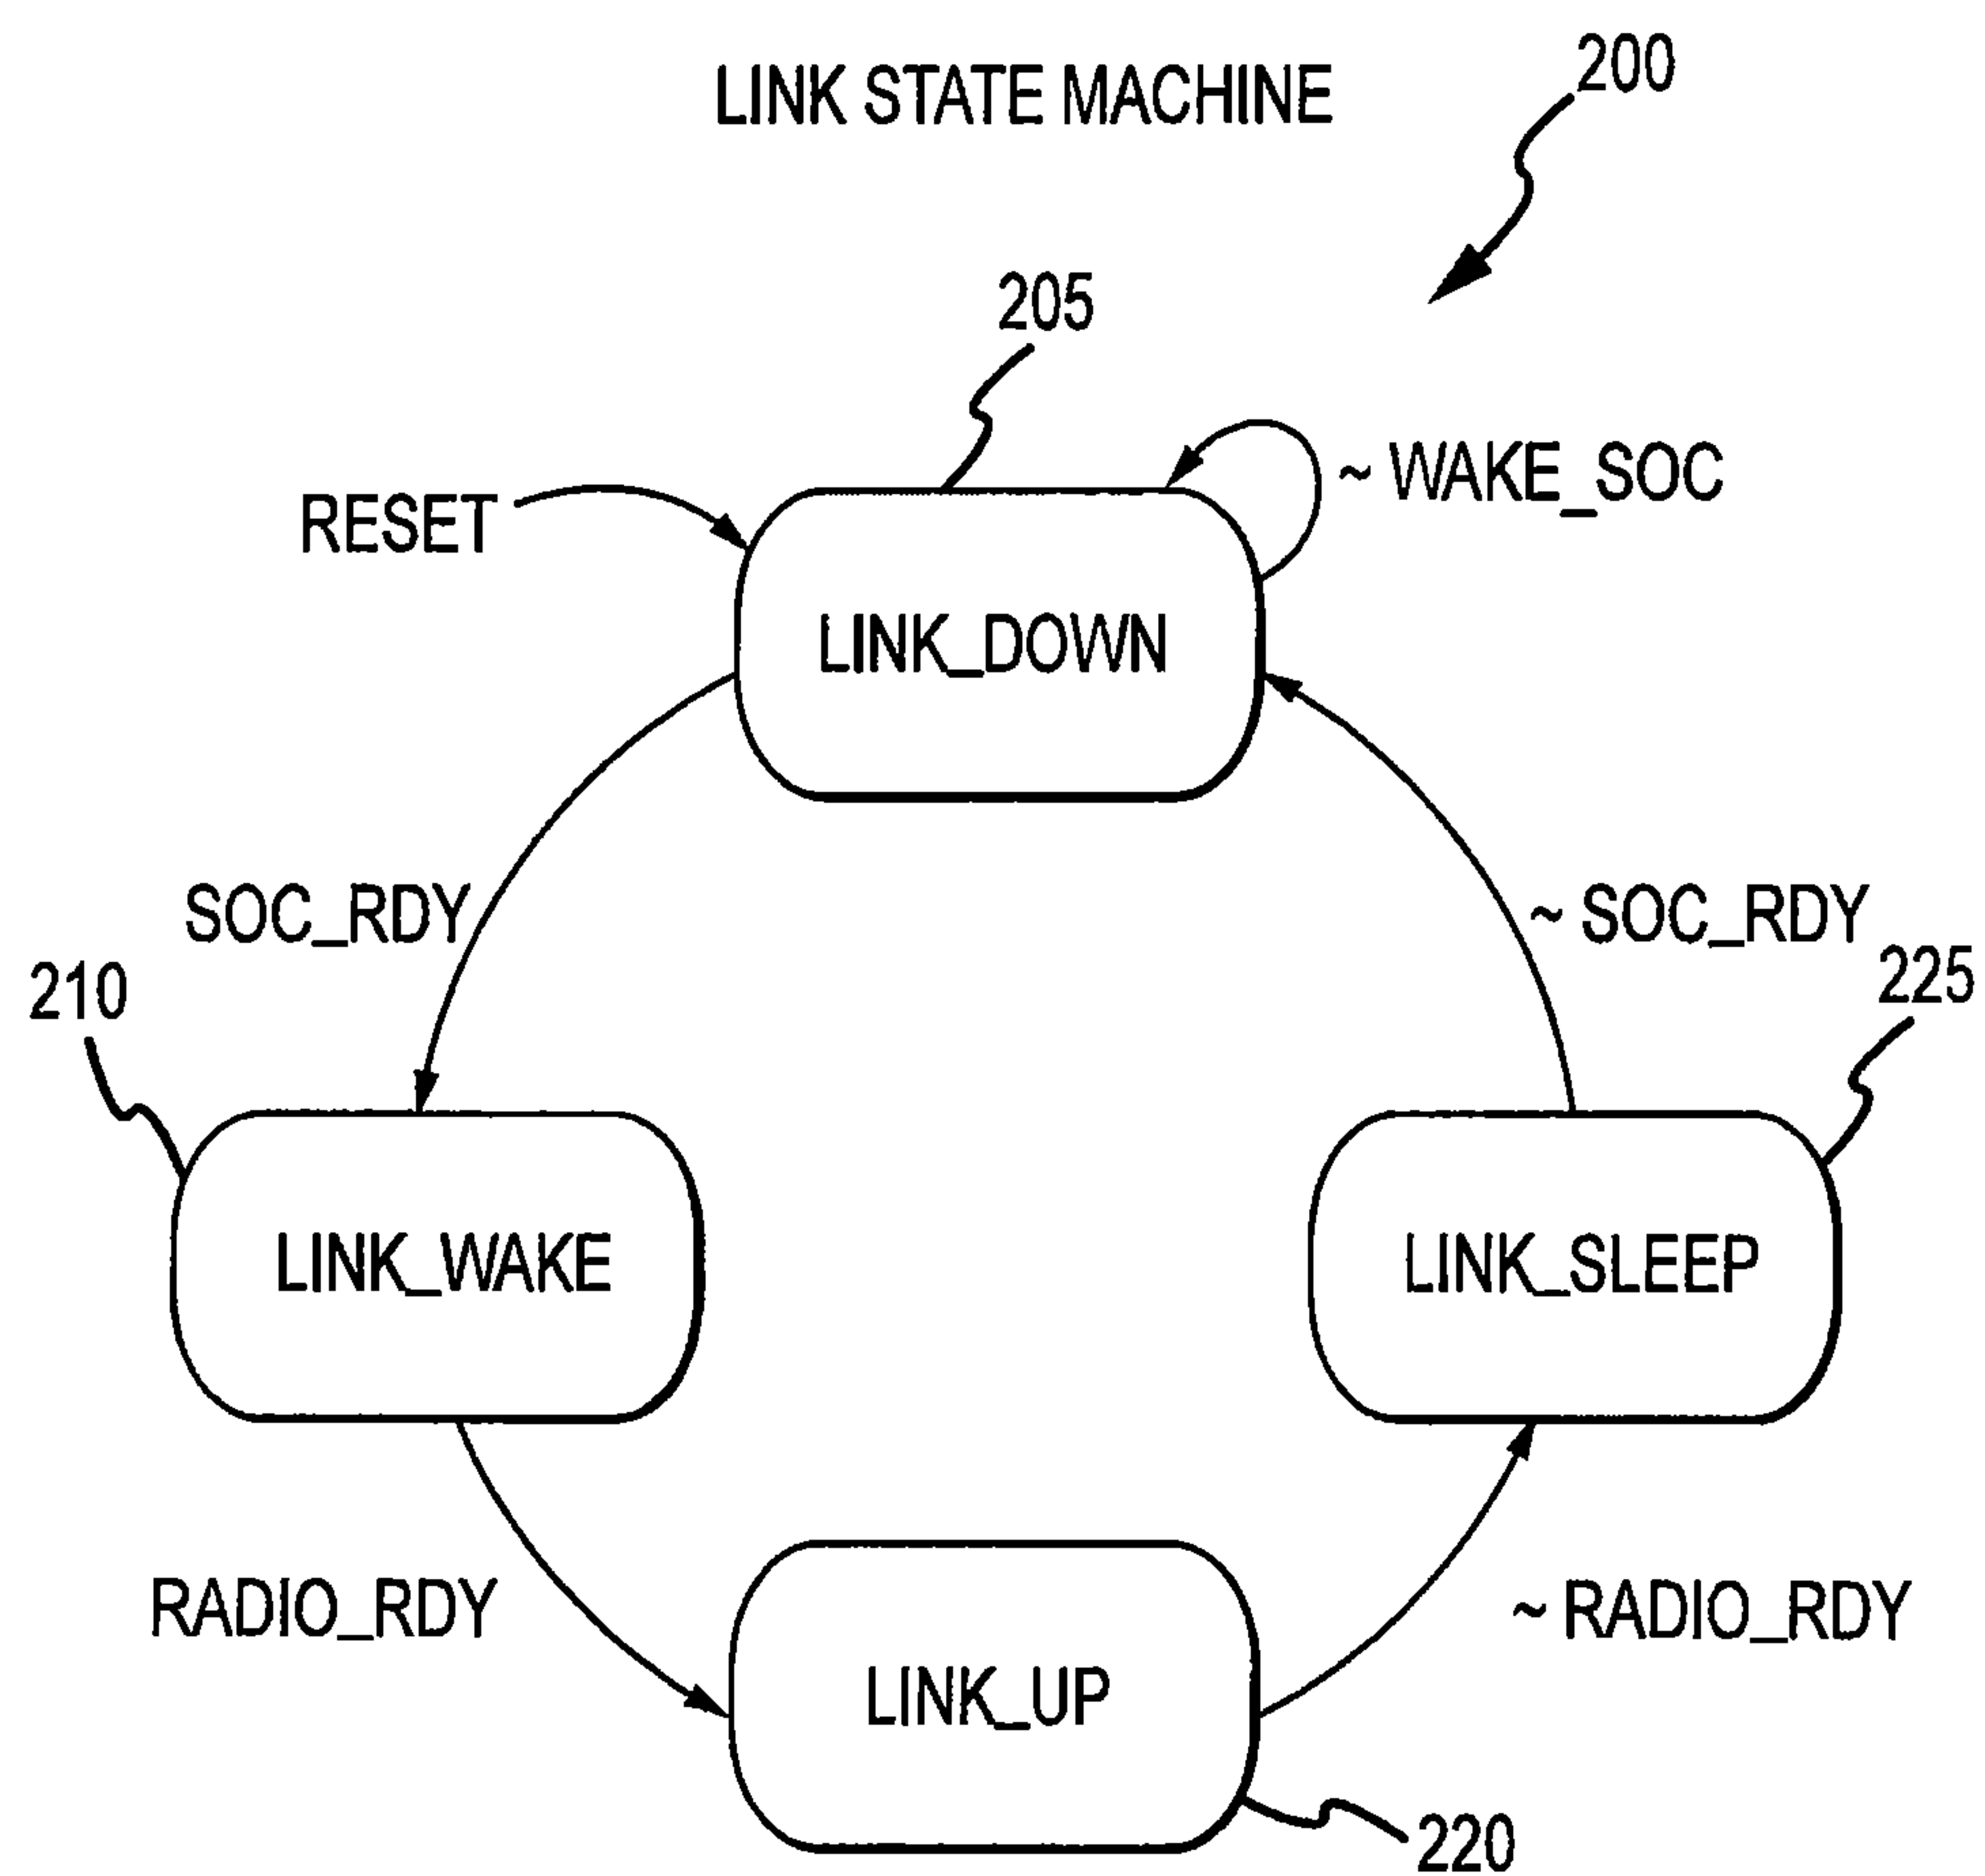 LINK STATE MACHINE
200
205
~ WAKE_SOC
RESET
LINK_DOWN
SOC_RDY
~ SOC_RDY
210
225
LINK_WAKE
LINK_SLEEP
RADIO_RDY
~ RADIO_RDY
LINK_UP
220